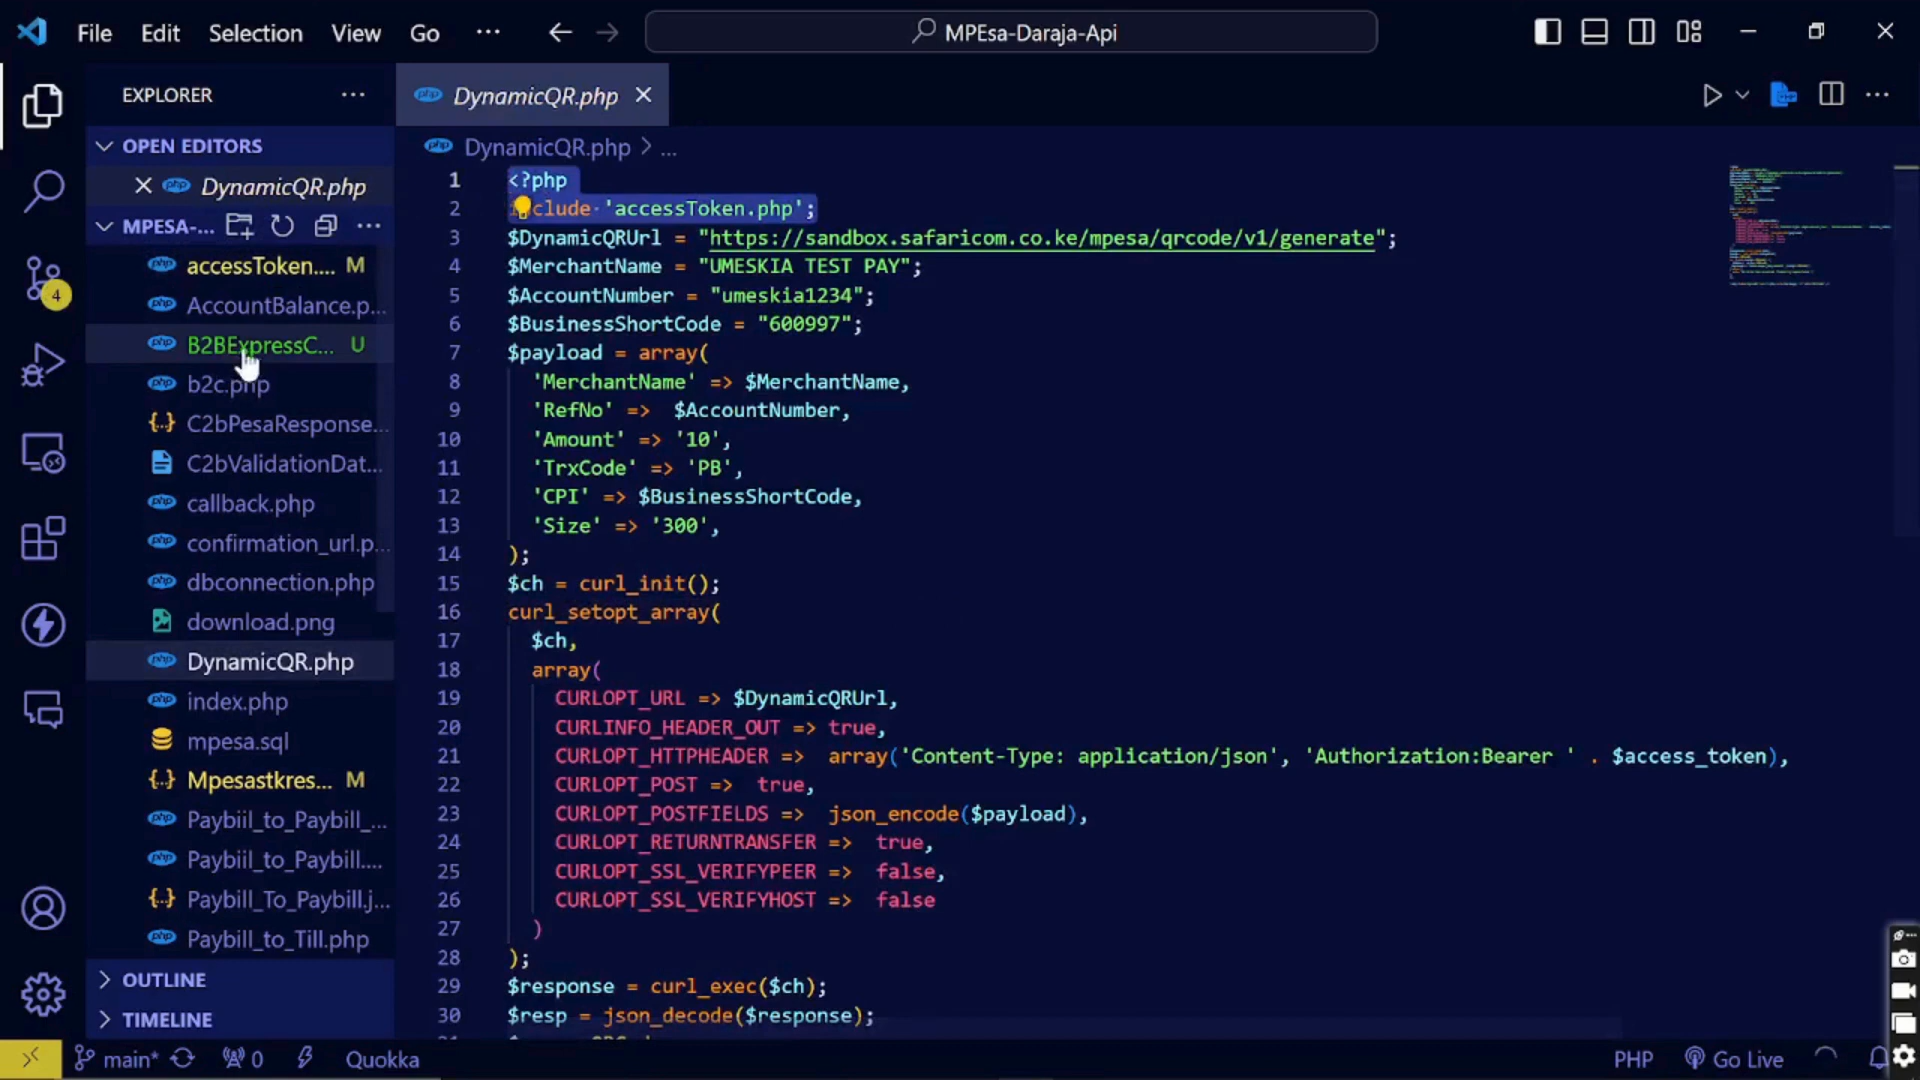 File Edit Selection View Go ··· MPEsa-Daraja-Api
EXPLORER ···
DynamicQR.php
OPEN EDITORS
DynamicQR.php
MPESA-... ···
accessToken.... M
AccountBalance.p...
B2BExpressC... U
b2c.php
C2bPesaResponse...
C2bValidationDat...
callback.php
confirmation_url.p...
dbconnection.php
download.png
DynamicQR.php
index.php
mpesa.sql
Mpesastkres... M
Paybiil_to_Paybill_...
Paybiil_to_Paybill....
Paybill_To_Paybill.j...
Paybill_to_Till.php
OUTLINE
TIMELINE
DynamicQR.php > ...
1 <?php
2 include 'accessToken.php';
3 $DynamicQRUrl = "https://sandbox.safaricom.co.ke/mpesa/qrcode/v1/generate";
4 $MerchantName = "UMESKIA TEST PAY";
5 $AccountNumber = "umeskia1234";
6 $BusinessShortCode = "600997";
7 $payload = array(
8 'MerchantName' => $MerchantName,
9 'RefNo' => $AccountNumber,
10 'Amount' => '10',
11 'TrxCode' => 'PB',
12 'CPI' => $BusinessShortCode,
13 'Size' => '300',
14 );
15 $ch = curl_init();
16 curl_setopt_array(
17 $ch,
18 array(
19 CURLOPT_URL => $DynamicQRUrl,
20 CURLINFO_HEADER_OUT => true,
21 CURLOPT_HTTPHEADER => array('Content-Type: application/json', 'Authorization:Bearer ' . $access_token),
22 CURLOPT_POST => true,
23 CURLOPT_POSTFIELDS => json_encode($payload),
24 CURLOPT_RETURNTRANSFER => true,
25 CURLOPT_SSL_VERIFYPEER => false,
26 CURLOPT_SSL_VERIFYHOST => false
27 )
28 );
29 $response = curl_exec($ch);
30 $resp = json_decode($response);
4
main* 0 Quokka PHP Go Live